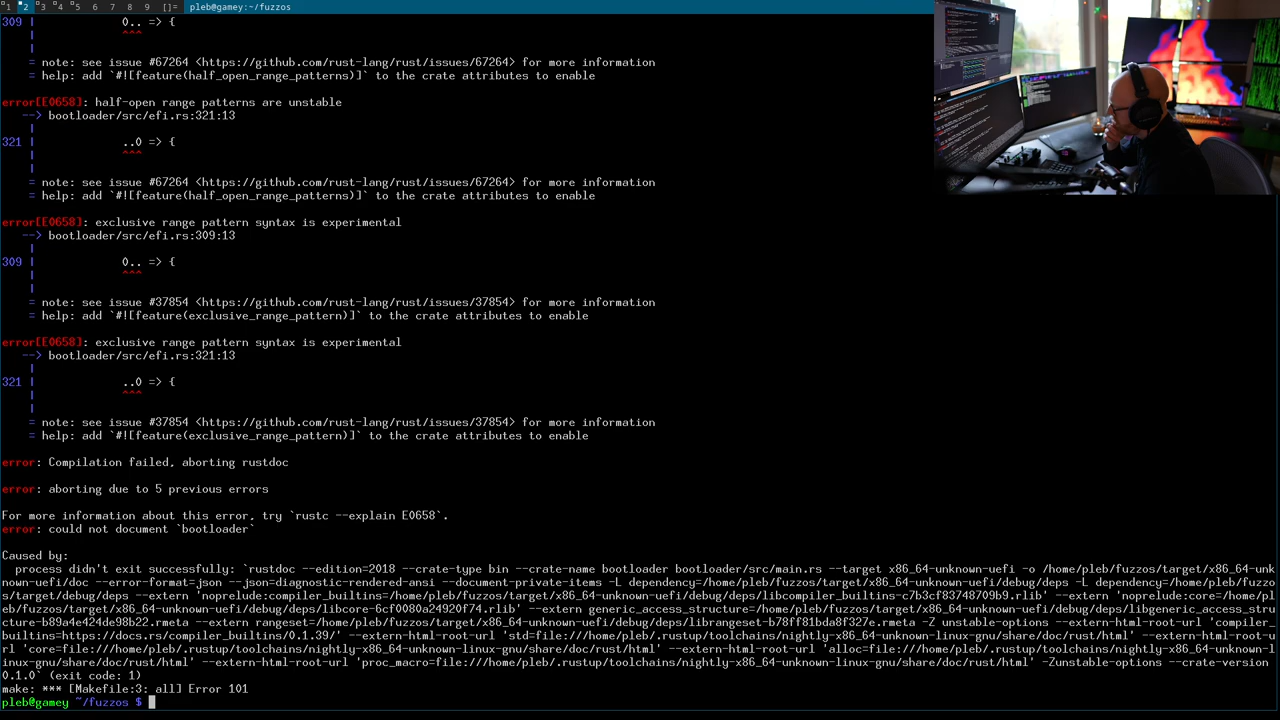 1 2 3 4 5 6 7 8 9 []= pleb@gamey:~/fuzzos
309 | 0.. => {
| ^^^
|
= note: see issue #67264 <https://github.com/rust-lang/rust/issues/67264> for more information
= help: add `#![feature(half_open_range_patterns)]` to the crate attributes to enable
error[E0658]: half-open range patterns are unstable
--> bootloader/src/efi.rs:321:13
|
321 | ..0 => {
| ^^^
|
= note: see issue #67264 <https://github.com/rust-lang/rust/issues/67264> for more information
= help: add `#![feature(half_open_range_patterns)]` to the crate attributes to enable
error[E0658]: exclusive range pattern syntax is experimental
--> bootloader/src/efi.rs:309:13
|
309 | 0.. => {
| ^^^
|
= note: see issue #37854 <https://github.com/rust-lang/rust/issues/37854> for more information
= help: add `#![feature(exclusive_range_pattern)]` to the crate attributes to enable
error[E0658]: exclusive range pattern syntax is experimental
--> bootloader/src/efi.rs:321:13
|
321 | ..0 => {
| ^^^
|
= note: see issue #37854 <https://github.com/rust-lang/rust/issues/37854> for more information
= help: add `#![feature(exclusive_range_pattern)]` to the crate attributes to enable
error: Compilation failed, aborting rustdoc
error: aborting due to 5 previous errors
For more information about this error, try `rustc --explain E0658`.
error: could not document `bootloader`
Caused by:
process didn't exit successfully: `rustdoc --edition=2018 --crate-type bin --crate-name bootloader bootloader/src/main.rs --target x86_64-unknown-uefi -o /home/pleb/fuzzos/target/x86_64-unk
nown-uefi/doc --error-format=json --json=diagnostic-rendered-ansi --document-private-items -L dependency=/home/pleb/fuzzos/target/x86_64-unknown-uefi/debug/deps -L dependency=/home/pleb/fuzzo
s/target/debug/deps --extern 'noprelude:compiler_builtins=/home/pleb/fuzzos/target/x86_64-unknown-uefi/debug/deps/libcompiler_builtins-c7b3cf83748709b9.rlib' --extern 'noprelude:core=/home/pl
eb/fuzzos/target/x86_64-unknown-uefi/debug/deps/libcore-6cf0080a24920f74.rlib' --extern generic_access_structure=/home/pleb/fuzzos/target/x86_64-unknown-uefi/debug/deps/libgeneric_access_stru
cture-b89a4e424de98b22.rmeta --extern rangeset=/home/pleb/fuzzos/target/x86_64-unknown-uefi/debug/deps/librangeset-b78ff81bda8f327e.rmeta -Z unstable-options --extern-html-root-url 'compiler_
builtins=https://docs.rs/compiler_builtins/0.1.39/' --extern-html-root-url 'std=file:///home/pleb/.rustup/toolchains/nightly-x86_64-unknown-linux-gnu/share/doc/rust/html' --extern-html-root-u
rl 'core=file:///home/pleb/.rustup/toolchains/nightly-x86_64-unknown-linux-gnu/share/doc/rust/html' --extern-html-root-url 'alloc=file:///home/pleb/.rustup/toolchains/nightly-x86_64-unknown-l
inux-gnu/share/doc/rust/html' --extern-html-root-url 'proc_macro=file:///home/pleb/.rustup/toolchains/nightly-x86_64-unknown-linux-gnu/share/doc/rust/html' -Zunstable-options --crate-version
0.1.0` (exit code: 1)
make: *** [Makefile:3: all] Error 101
pleb@gamey ~/fuzzos $